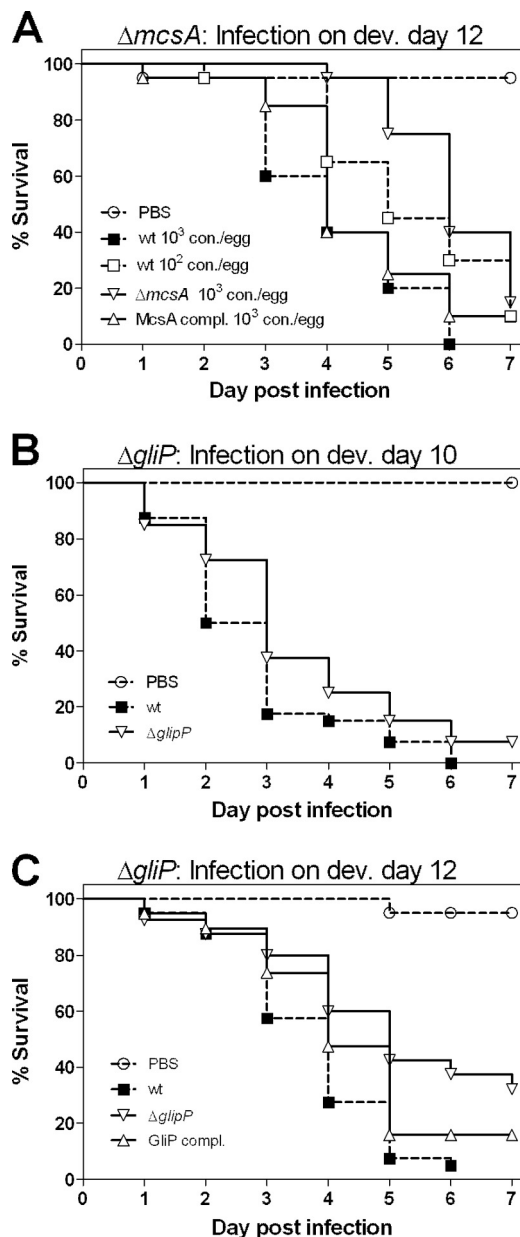 A
ΔmcsA: Infection on dev. day 12
100
80
60
40
20
0
% Survival
PBS
wt 10³ con./egg
wt 10² con./egg
ΔmcsA 10³ con./egg
McsA compl. 10³ con./egg
0 1 2 3 4 5 6 7
Day post infection
B
ΔgliP: Infection on dev. day 10
100
80
60
40
20
0
% Survival
PBS
wt
ΔglipP
0 1 2 3 4 5 6 7
Day post infection
C
ΔgliP: Infection on dev. day 12
100
80
60
40
20
0
% Survival
PBS
wt
ΔglipP
GliP compl.
0 1 2 3 4 5 6 7
Day post infection